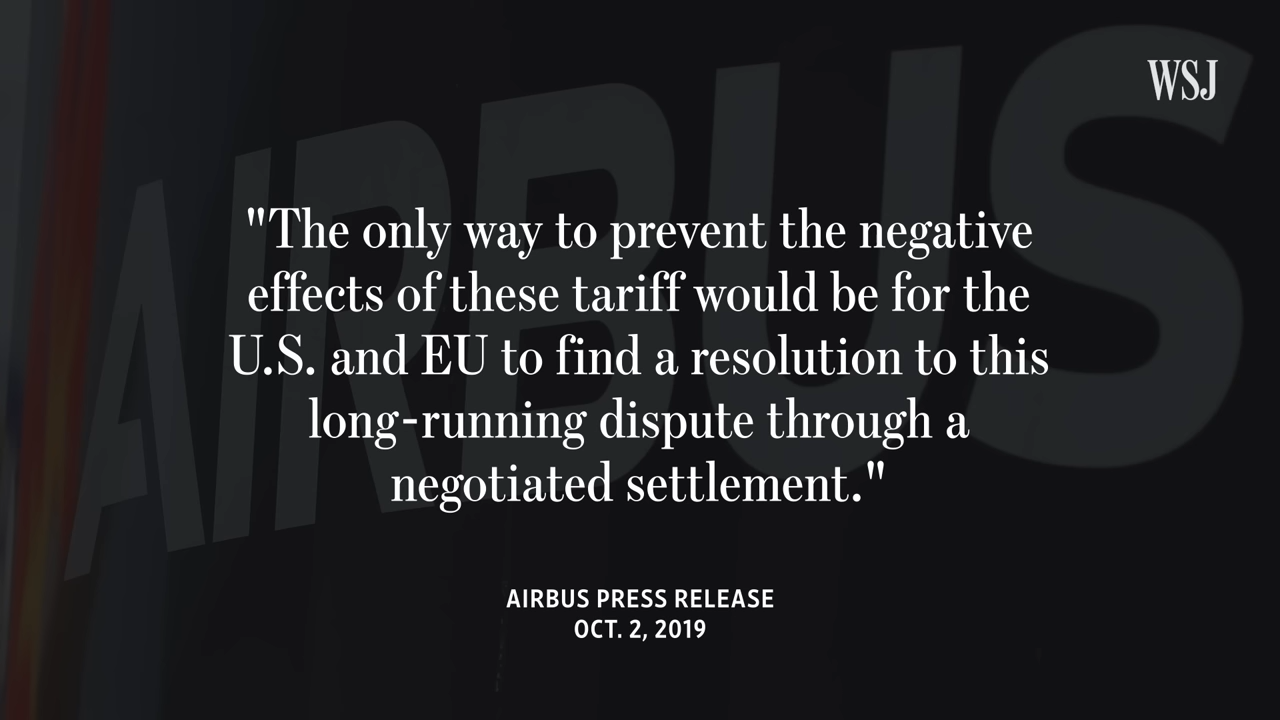 AIRBUS
WSJ
"The only way to prevent the negative
effects of these tariff would be for the
U.S. and EU to find a resolution to this
long-running dispute through a
negotiated settlement."
AIRBUS PRESS RELEASE
OCT. 2, 2019